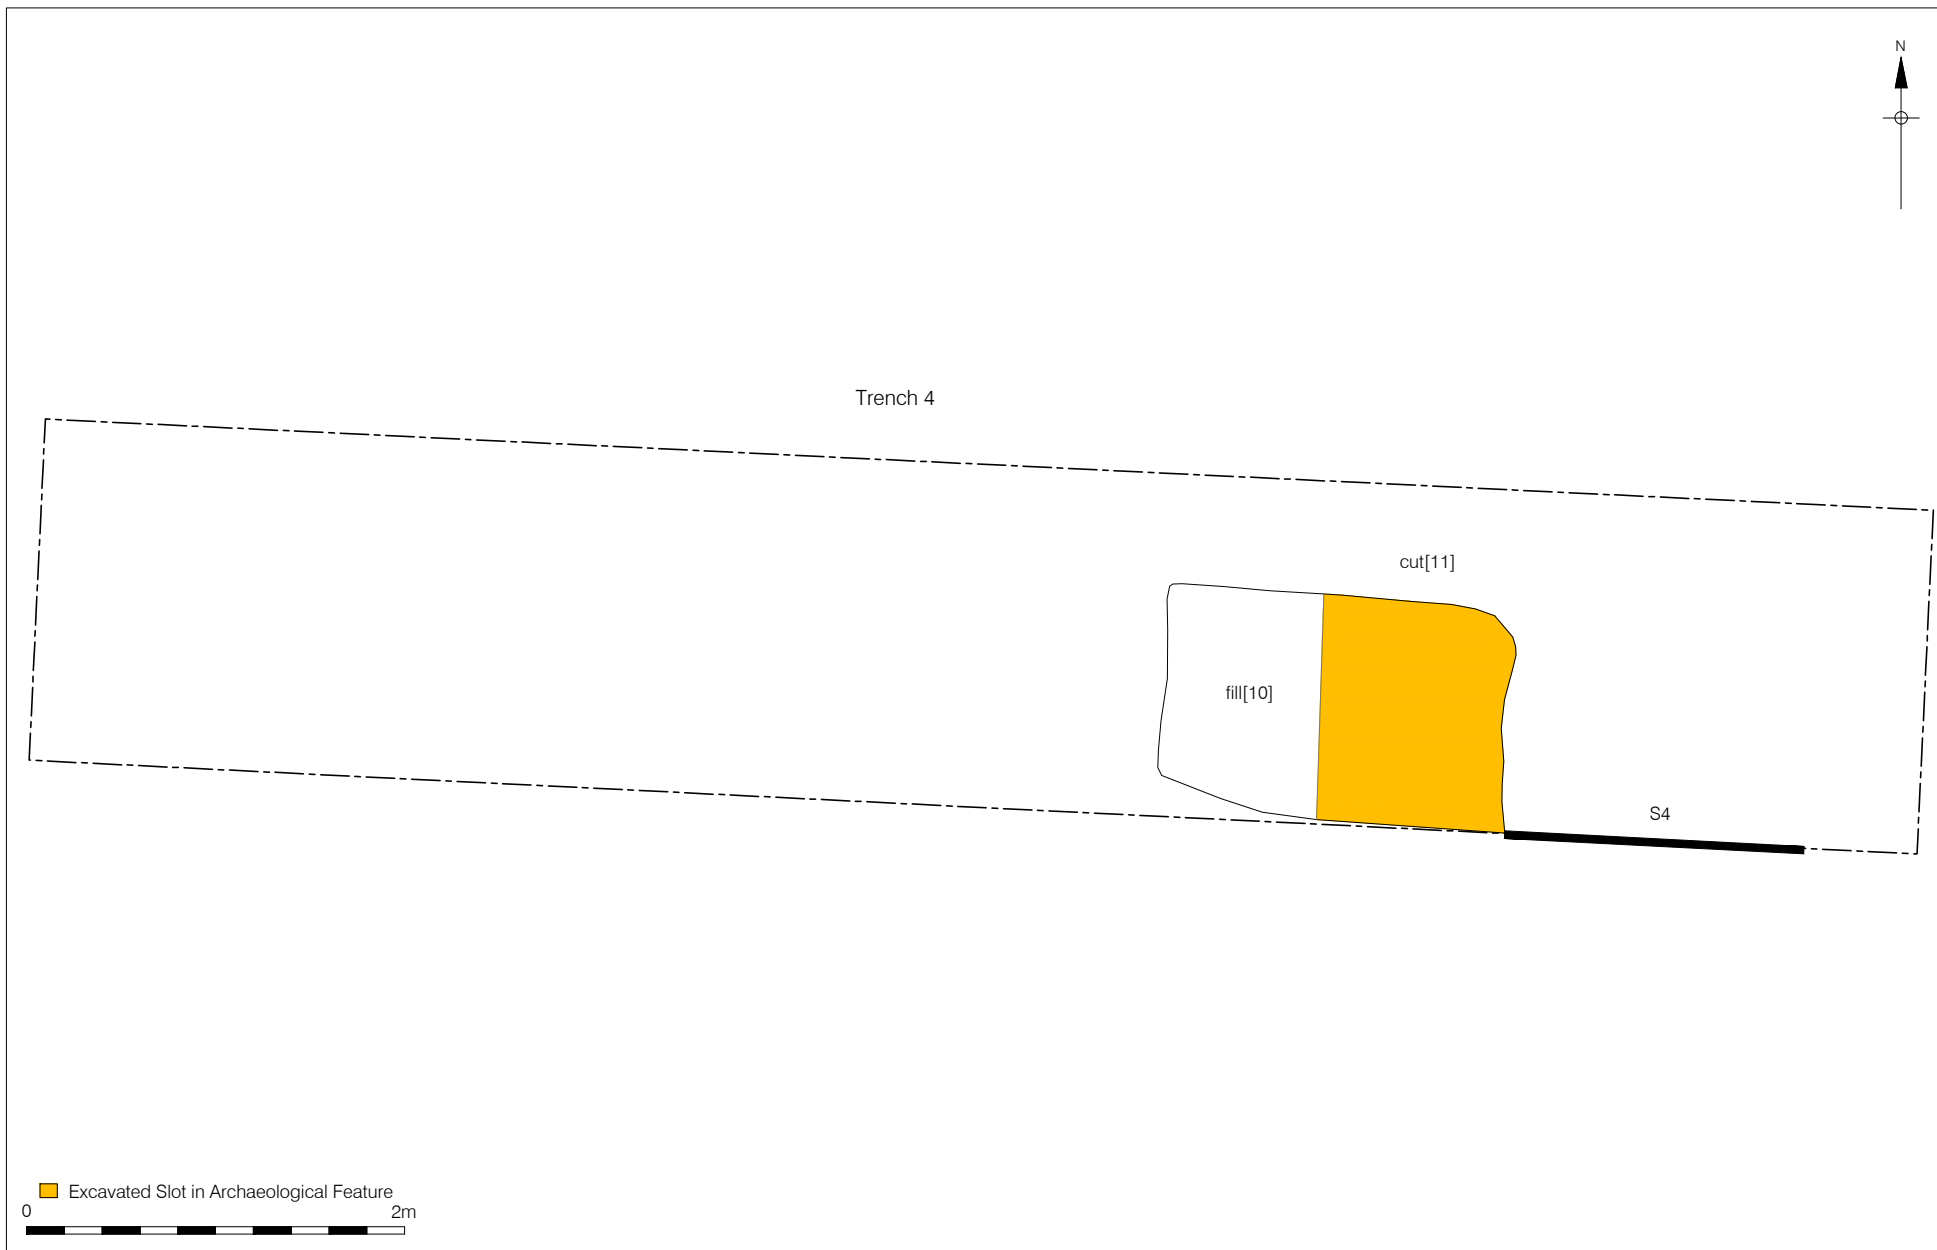 N
Trench 4
cut[11]
fill[10]
S4
Excavated Slot in Archaeological Feature
0 2m